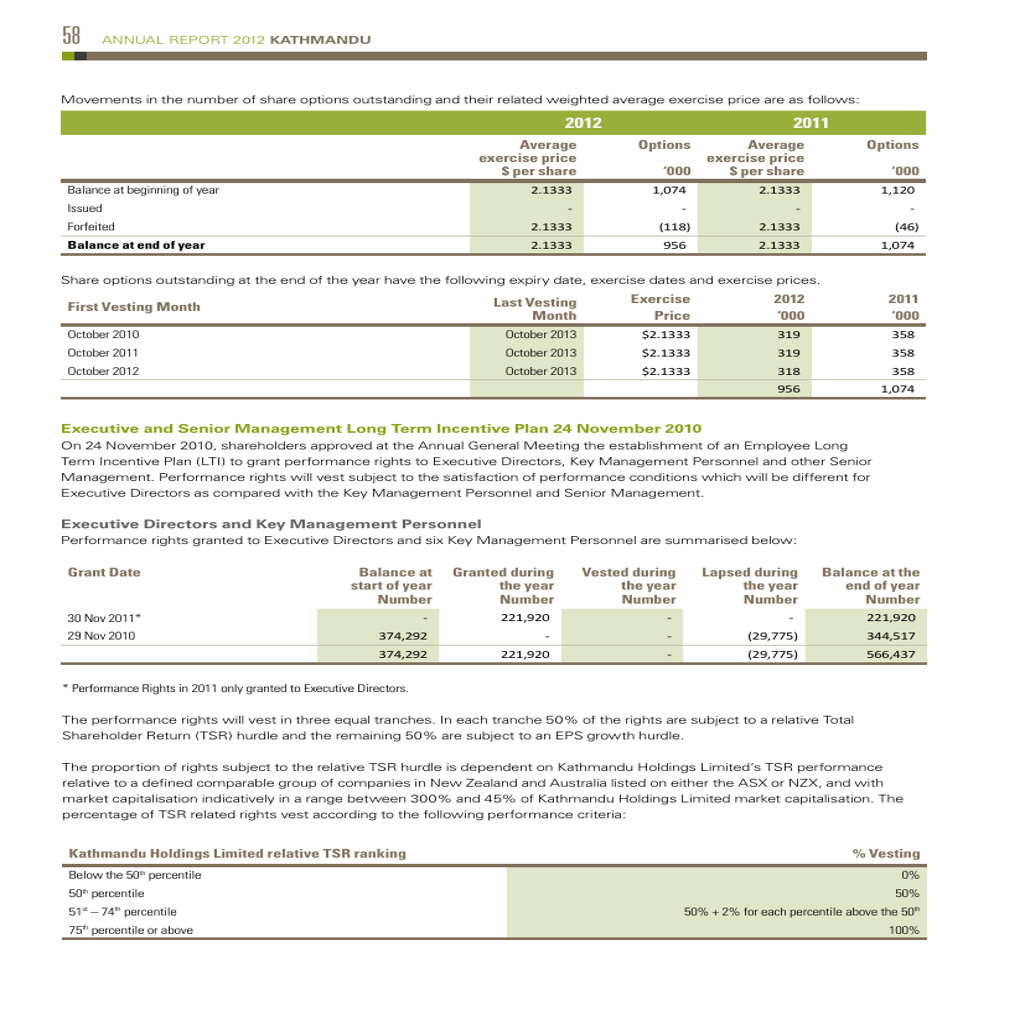 58 ANNUAL REPORT 2012 KATHMANDU
Movements in the number of share options outstanding and their related weighted average exercise price are as follows:
2012 2011
Average Options Average Options
exercise price exercise price
$ per share ’000 $ per share ’000
Balance at beginning of year 2.1333 1,074 2.1333 1,120
Issued - - - -
Forfeited 2.1333 (118) 2.1333 (46)
Balance at end of year 2.1333 956 2.1333 1,074
Share options outstanding at the end of the year have the following expiry date, exercise dates and exercise prices.
First Vesting Month Last Vesting Exercise 2012 2011
Month Price ’000 ’000
October 2010 October 2013 $2.1333 319 358
October 2011 October 2013 $2.1333 319 358
October 2012 October 2013 $2.1333 318 358
956 1,074
Executive and Senior Management Long Term Incentive Plan 24 November 2010
On 24 November 2010, shareholders approved at the Annual General Meeting the establishment of an Employee Long
Term Incentive Plan (LTI) to grant performance rights to Executive Directors, Key Management Personnel and other Senior
Management. Performance rights will vest subject to the satisfaction of performance conditions which will be different for
Executive Directors as compared with the Key Management Personnel and Senior Management.
Executive Directors and Key Management Personnel
Performance rights granted to Executive Directors and six Key Management Personnel are summarised below:
Grant Date Balance at Granted during Vested during Lapsed during Balance at the
start of year the year the year the year end of year
Number Number Number Number Number
30 Nov 2011* - 221,920 - - 221,920
29 Nov 2010 374,292 - - (29,775) 344,517
374,292 221,920 - (29,775) 566,437
* Performance Rights in 2011 only granted to Executive Directors.
The performance rights will vest in three equal tranches. In each tranche 50% of the rights are subject to a relative Total
Shareholder Return (TSR) hurdle and the remaining 50% are subject to an EPS growth hurdle.
The proportion of rights subject to the relative TSR hurdle is dependent on Kathmandu Holdings Limited’s TSR performance
relative to a defined comparable group of companies in New Zealand and Australia listed on either the ASX or NZX, and with
market capitalisation indicatively in a range between 300% and 45% of Kathmandu Holdings Limited market capitalisation. The
percentage of TSR related rights vest according to the following performance criteria:
Kathmandu Holdings Limited relative TSR ranking % Vesting
Below the 50th percentile 0%
50th percentile 50%
51st – 74th percentile 50% + 2% for each percentile above the 50th
75th percentile or above 100%